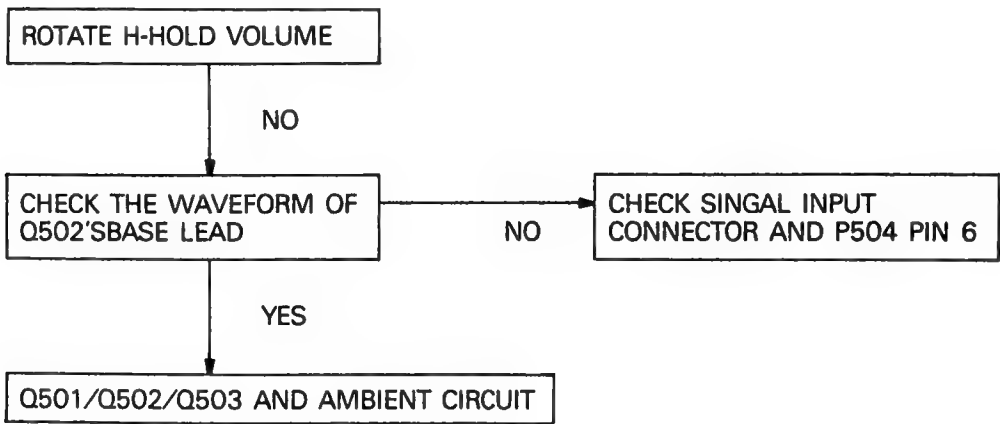 ROTATE H-HOLD VOLUME
NO
CHECK THE WAVEFORM OF
Q502'SBASE LEAD
NO
CHECK SINGAL INPUT
CONNECTOR AND P504 PIN 6
YES
Q501/Q502/Q503 AND AMBIENT CIRCUIT